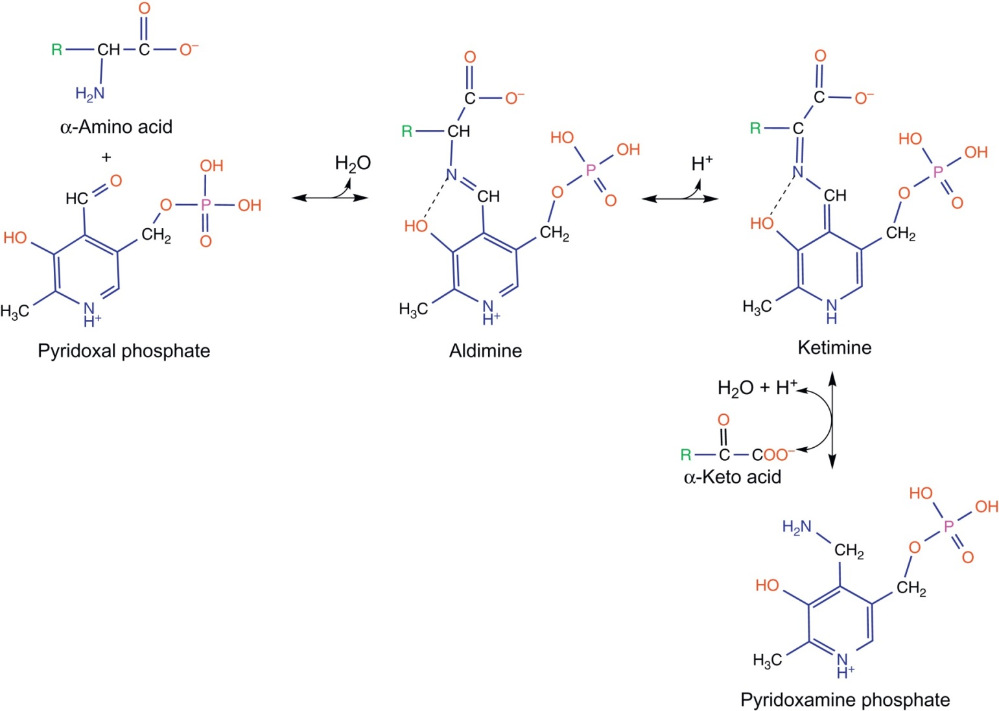 O
R CH C O⁻
H₂N
α-Amino acid
+
HC O
OH
O P OH
O
CH₂
HO
H₃C
N
H⁺
Pyridoxal phosphate
H₂O
O
C O⁻
R CH
N
CH
HO
HO
OH
P
O
O
CH₂
H₃C
N
H⁺
Aldimine
H⁺
O
C O⁻
R C
N
CH
HO
HO
OH
P
O
O
CH₂
H₃C
N
H
Ketimine
H₂O + H⁺
O
R C COO⁻
α-Keto acid
HO
OH
P
O
O
H₂N
CH₂
CH₂
HO
H₃C
N
H⁺
Pyridoxamine phosphate